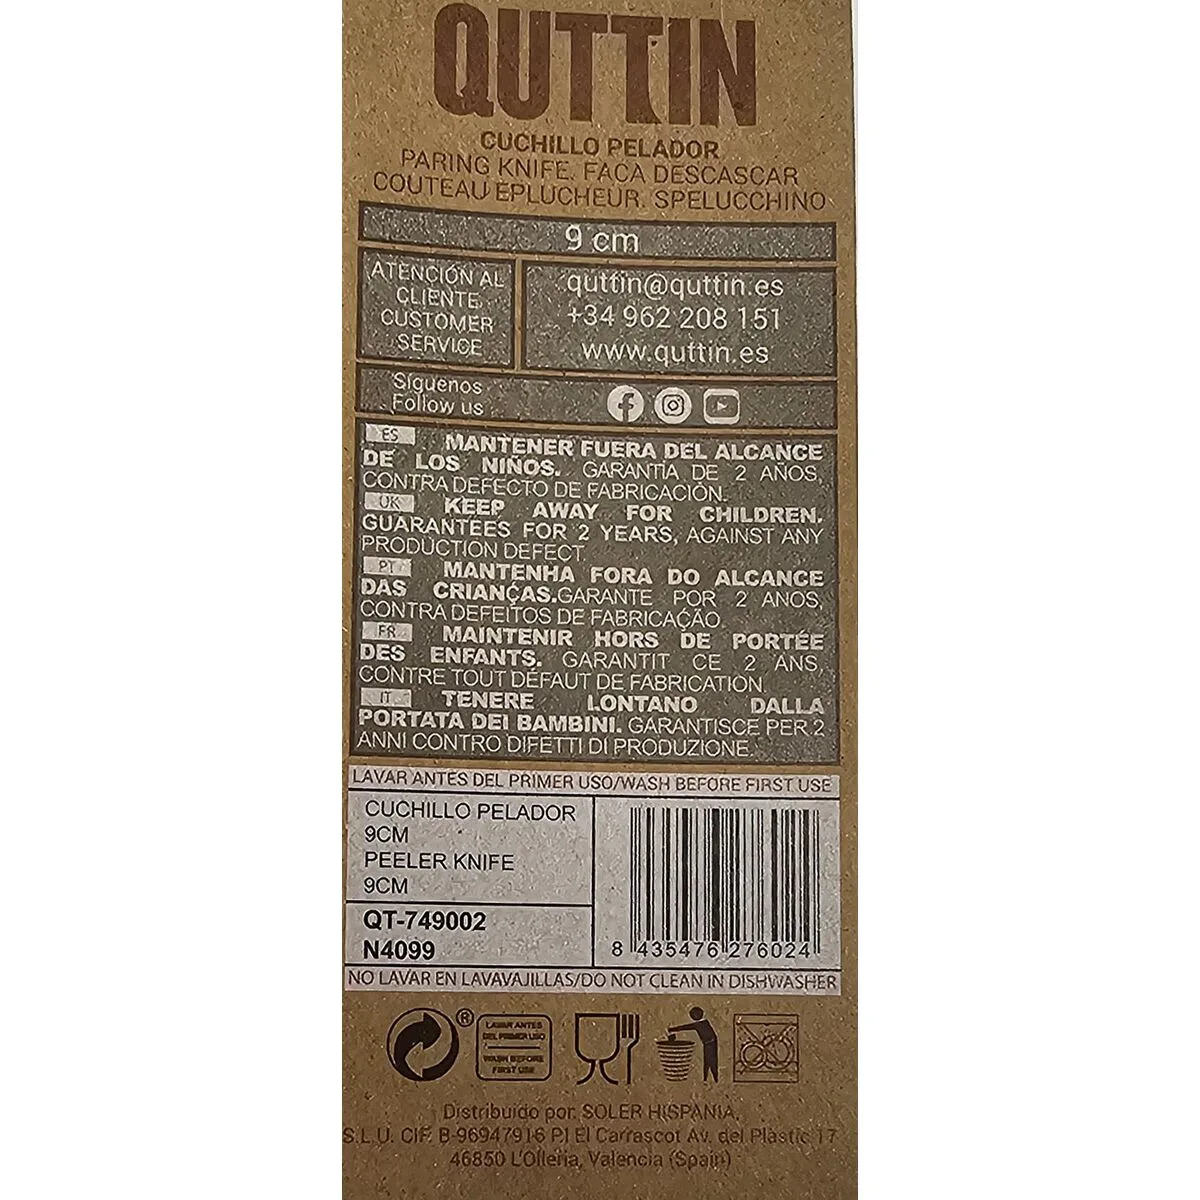 QUTTIN
CUCHILLO PELADOR
PARING KNIFE. FACA DESCASCAR
COUTEAU EPLUCHEUR. SPELUCCHINO
9 cm
ATENCIÓN AL
CLIENTE
CUSTOMER
SERVICE
quttin@quttin.es
+34 962 208 151
www.quttin.es
Síguenos
Follow us
ES MANTENER FUERA DEL ALCANCE
DE LOS NIÑOS. GARANTÍA DE 2 AÑOS,
CONTRA DEFECTO DE FABRICACIÓN.
UK KEEP AWAY FOR CHILDREN.
GUARANTEES FOR 2 YEARS, AGAINST ANY
PRODUCTION DEFECT.
PT MANTENHA FORA DO ALCANCE
DAS CRIANÇAS.GARANTE POR 2 ANOS,
CONTRA DEFEITOS DE FABRICAÇÃO.
FR MAINTENIR HORS DE PORTÉE
DES ENFANTS. GARANTIT CE 2 ANS,
CONTRE TOUT DÉFAUT DE FABRICATION.
IT TENERE LONTANO DALLA
PORTATA DEI BAMBINI. GARANTISCE PER 2
ANNI CONTRO DIFETTI DI PRODUZIONE.
LAVAR ANTES DEL PRIMER USO/WASH BEFORE FIRST USE
CUCHILLO PELADOR
9CM
PEELER KNIFE
9CM
QT-749002
N4099
8 435476 276024
NO LAVAR EN LAVAVAJILLAS/DO NOT CLEAN IN DISHWASHER
®
LAVAR ANTES
DEL PRIMER USO
WASH BEFORE
FIRST USE
Distribuido por: SOLER HISPANIA,
S.L.U. CIF. B-96947916 P.I El Carrascot Av. del Plàstic 17
46850 L'Olleria, Valencia (Spain)